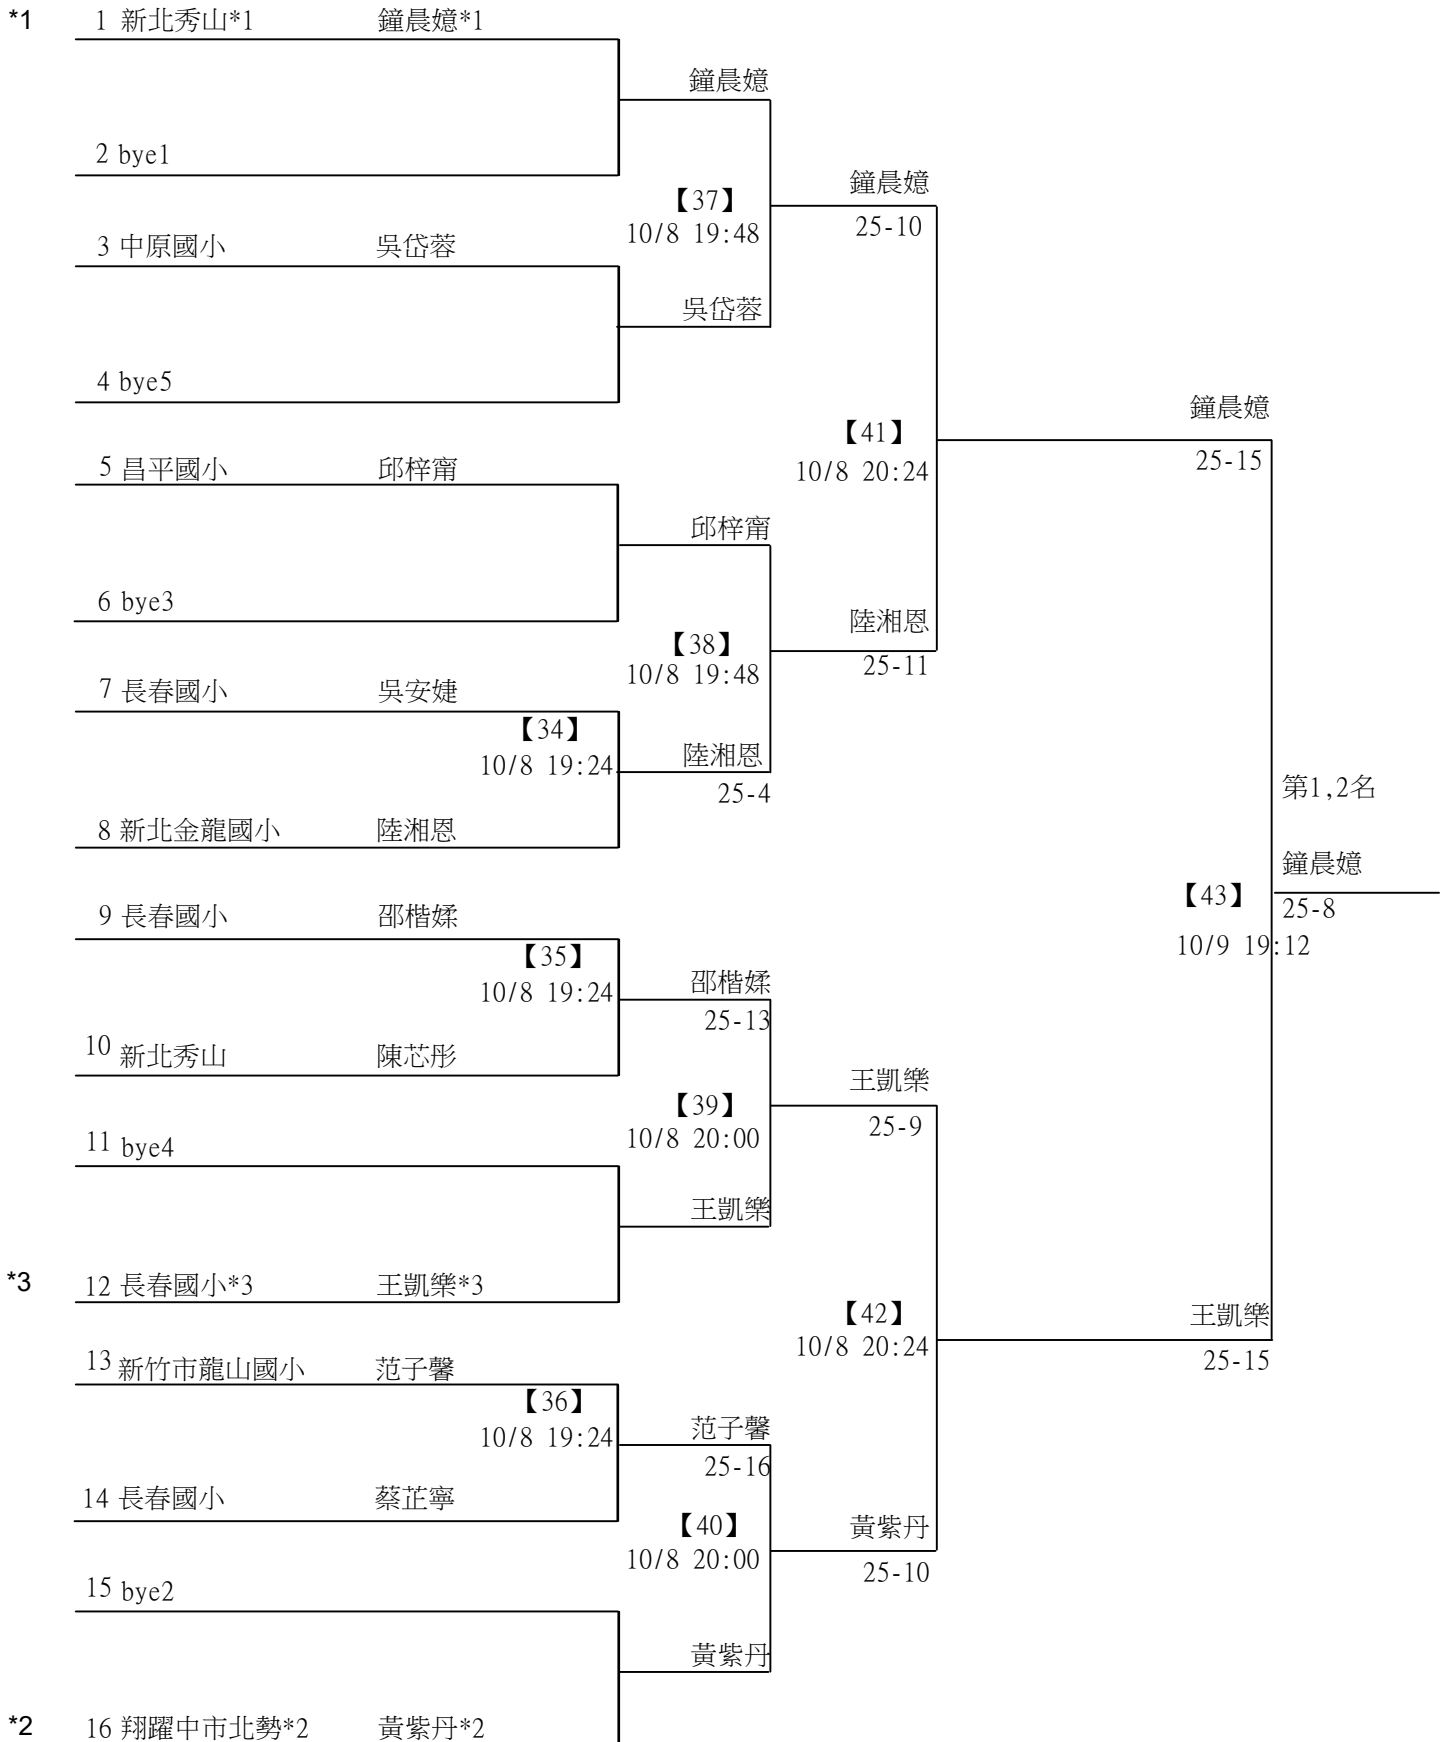 *1 1 新北秀山*1 鐘晨嬑*1
鐘晨嬑
2 bye1
鐘晨嬑
【37】
25-10
10/8 19:48
3 中原國小 吳岱蓉
吳岱蓉
4 bye5
鐘晨嬑
【41】
25-15
10/8 20:24
5 昌平國小 邱梓甯
邱梓甯
6 bye3
陸湘恩
【38】
25-11
10/8 19:48
7 長春國小 吳安婕
【34】
10/8 19:24
陸湘恩
25-4
第1,2名
8 新北金龍國小 陸湘恩
鐘晨嬑
【43】
25-8
10/9 19:12
9 長春國小 邵楷媃
【35】
10/8 19:24
邵楷媃
25-13
10 新北秀山 陳芯彤
王凱樂
【39】
25-9
10/8 20:00
11 bye4
王凱樂
*3 12 長春國小*3 王凱樂*3
【42】
王凱樂
10/8 20:24
25-15
13 新竹市龍山國小 范子馨
【36】
10/8 19:24
范子馨
25-16
14 長春國小 蔡芷寧
【40】
黃紫丹
10/8 20:00
25-10
15 bye2
黃紫丹
*2 16 翔躍中市北勢*2 黃紫丹*2